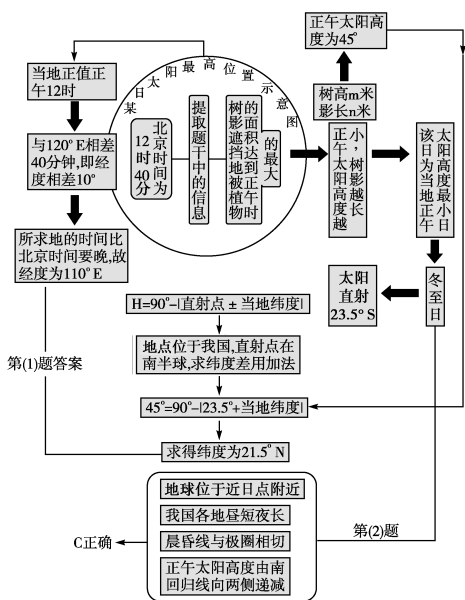 正午太阳高
度为45°
当地正值正
午12时
某日太阳最高位置示意图
树高m米
影长n米
北京时间为
12时40分
提取题干中的信息
树影遮挡地被植物
的面积达到正午时
的最大
正午太阳高度越
小，树影越长
该日为当地正午
太阳高度最小日
与120°E相差
40分钟,即经
度相差10°
所求地的时间比
北京时间要晚,故
经度为110°E
太阳
直射
23.5°S
冬至日
H=90°-|直射点±当地纬度|
地点位于我国,直射点在
南半球,求纬度差用加法
第(1)题答案
45°=90°-|23.5°+当地纬度|
求得纬度为21.5°N
地球位于近日点附近
我国各地昼短夜长
晨昏线与极圈相切
正午太阳高度由南
回归线向两侧递减
C正确
第(2)题